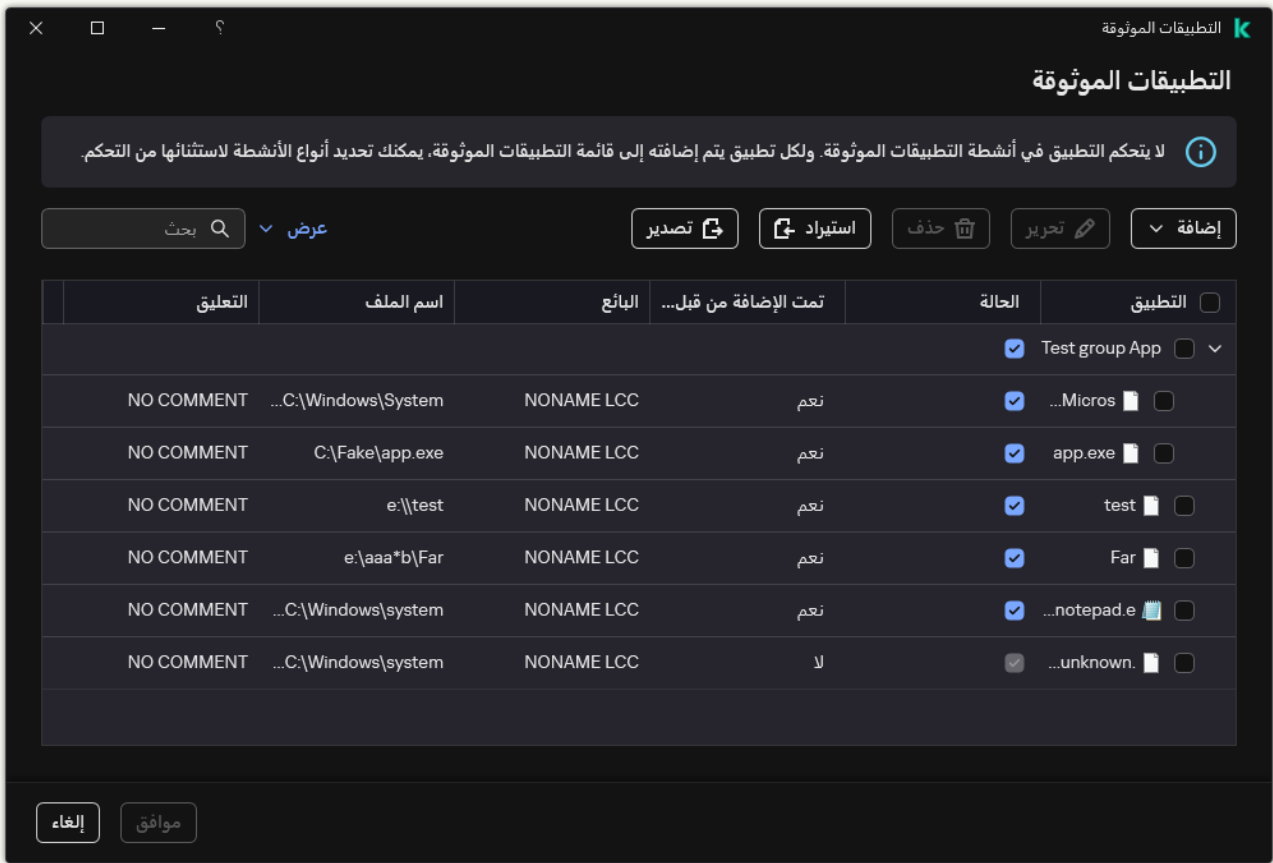 التطبيقات الموثوقة
؟
التطبيقات الموثوقة
لا يتحكم التطبيق في أنشطة التطبيقات الموثوقة. ولكل تطبيق يتم إضافته إلى قائمة التطبيقات الموثوقة، يمكنك تحديد أنواع الأنشطة لاستثنائها من التحكم.
إضافة تحرير حذف استيراد تصدير عرض بحث
التطبيق الحالة تمت الإضافة من قبل... البائع اسم الملف التعليق
Test group App
Micros... نعم NONAME LCC C:\Windows\System... NO COMMENT
app.exe نعم NONAME LCC C:\Fake\app.exe NO COMMENT
test نعم NONAME LCC e:\\test NO COMMENT
Far نعم NONAME LCC e:\aaa*b\Far NO COMMENT
notepad.e... نعم NONAME LCC C:\Windows\system... NO COMMENT
unknown.... لا NONAME LCC C:\Windows\system... NO COMMENT
موافق إلغاء